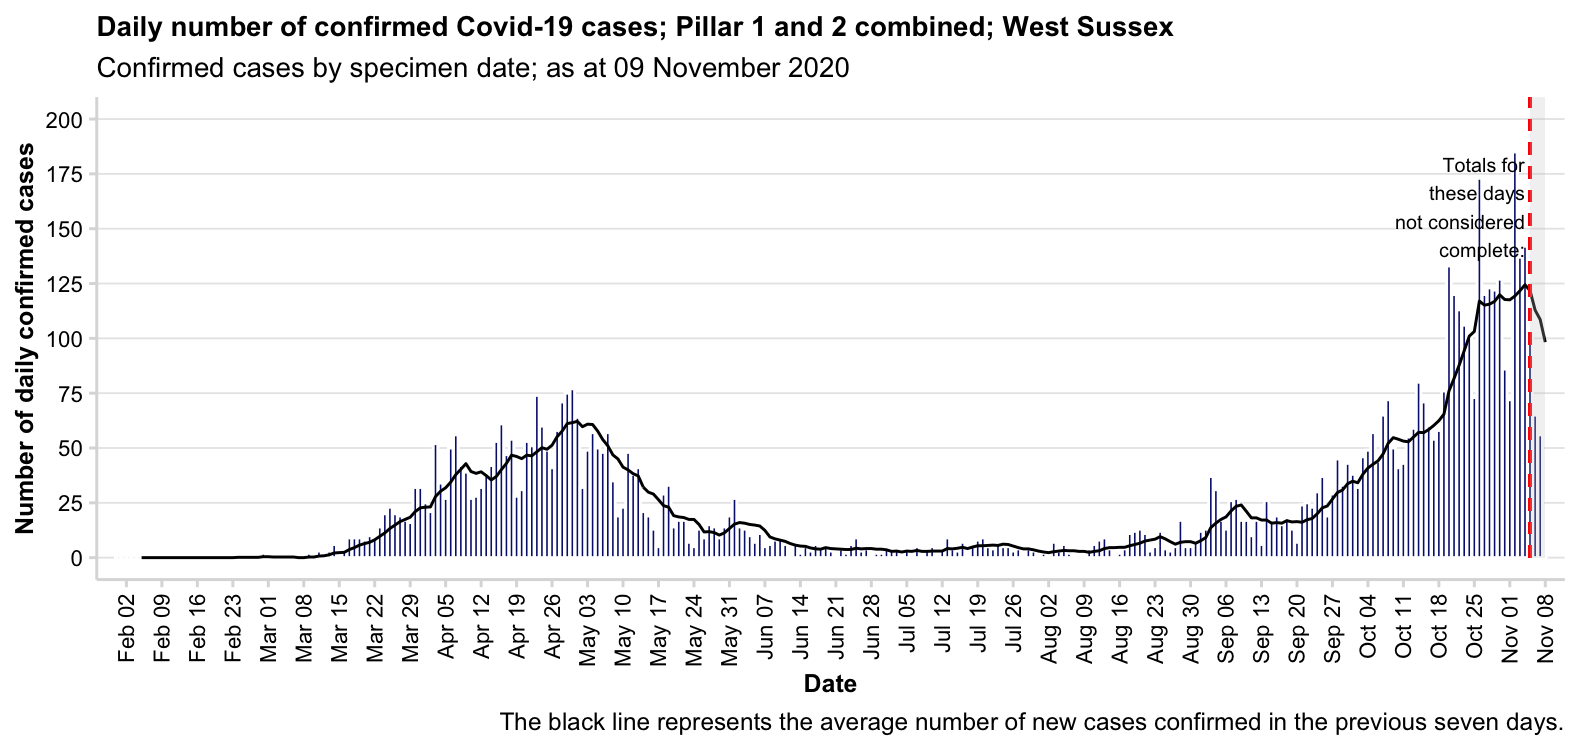 Daily number of confirmed Covid-19 cases; Pillar 1 and 2 combined; West Sussex
Confirmed cases by specimen date; as at 09 November 2020
Number of daily confirmed cases
200
175
150
125
100
75
50
25
0
Totals for
these days
not considered
complete.
Feb 02
Feb 09
Feb 16
Feb 23
Mar 01
Mar 08
Mar 15
Mar 22
Mar 29
Apr 05
Apr 12
Apr 19
Apr 26
May 03
May 10
May 17
May 24
May 31
Jun 07
Jun 14
Jun 21
Jun 28
Jul 05
Jul 12
Jul 19
Jul 26
Aug 02
Aug 09
Aug 16
Aug 23
Aug 30
Sep 06
Sep 13
Sep 20
Sep 27
Oct 04
Oct 11
Oct 18
Oct 25
Nov 01
Nov 08
Date
The black line represents the average number of new cases confirmed in the previous seven days.